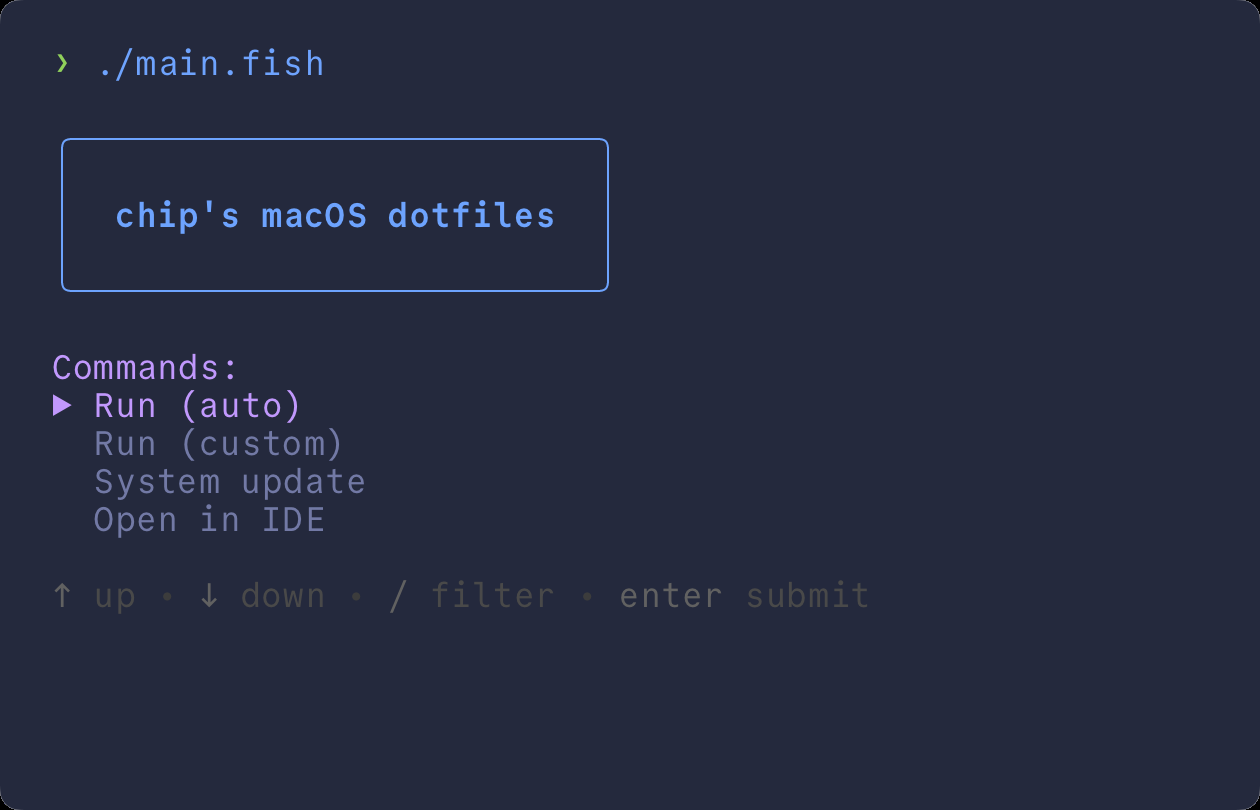 ❯ ./main.fish
chip's macOS dotfiles
Commands:
▶ Run (auto)
Run (custom)
System update
Open in IDE
↑ up • ↓ down • / filter • enter submit